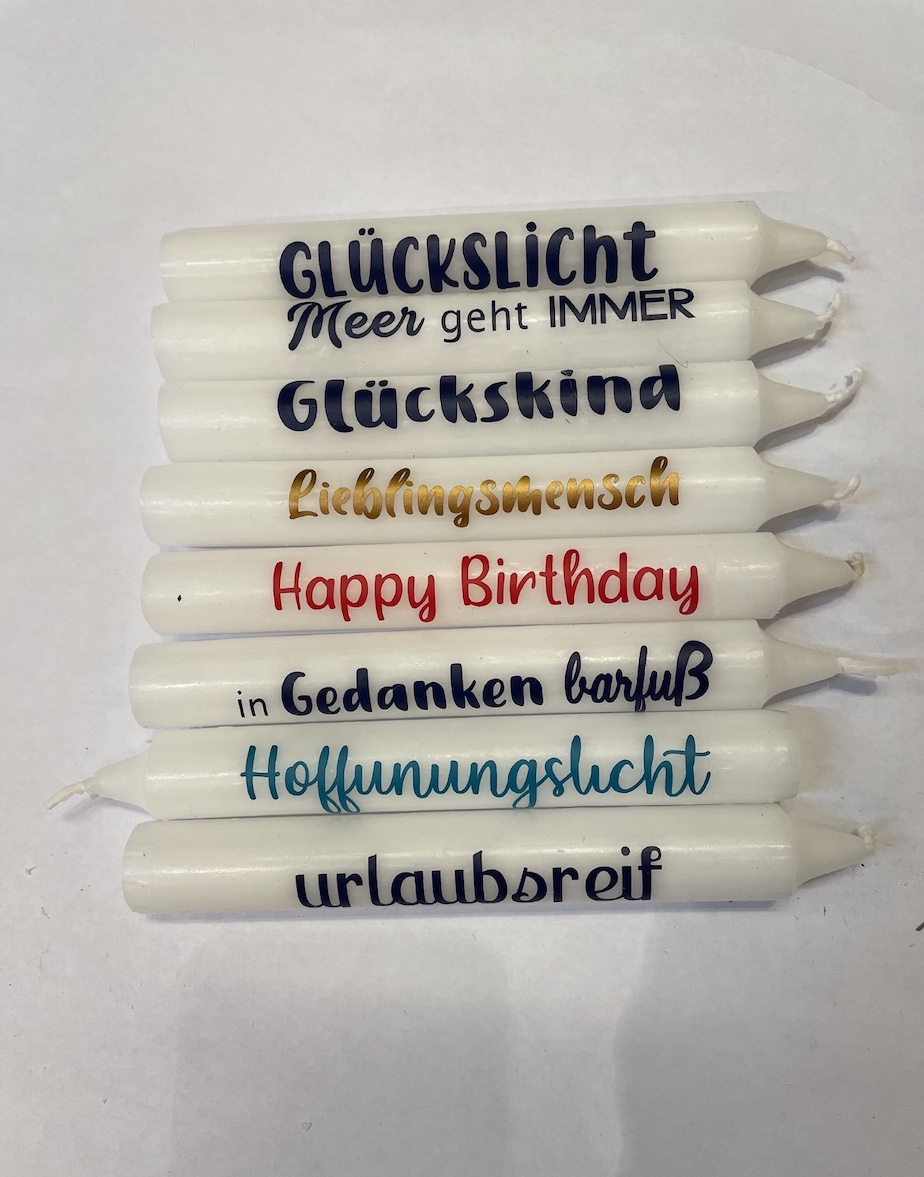 GLÜCKSLiCht
Meer geht IMMER
Glückskind
Lieblingsmensch
Happy Birthday
in Gedanken barfuß
Hoffunungslicht
urlaubsreif